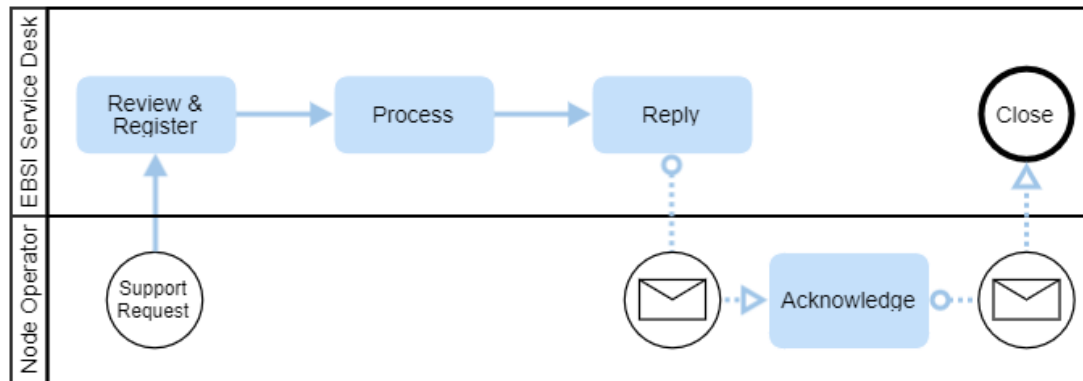 EBSI Service Desk
Review &
Register
Process
Reply
Close
Node Operator
Support
Request
Acknowledge